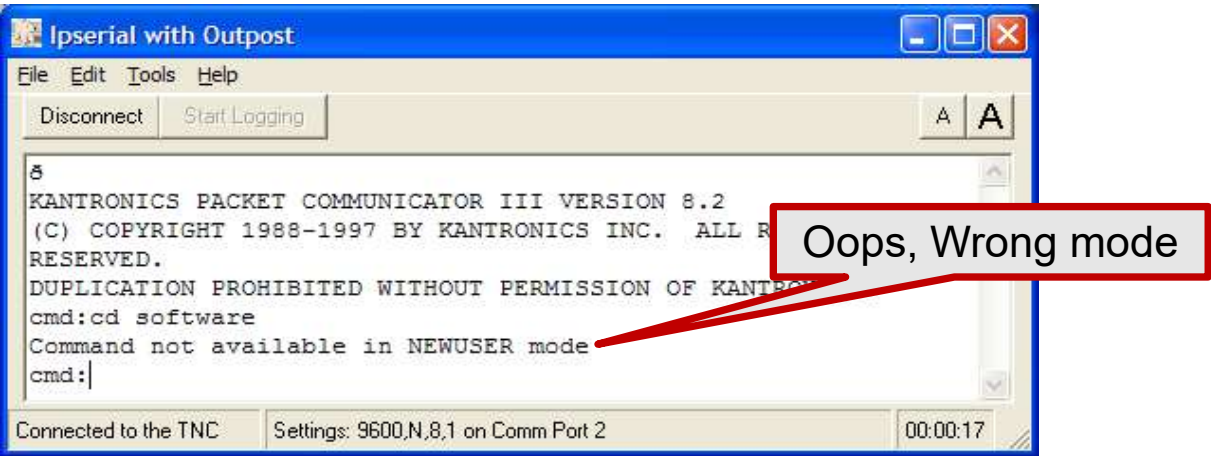 Ipserial with Outpost
File Edit Tools Help
Disconnect Start Logging A A
ð
KANTRONICS PACKET COMMUNICATOR III VERSION 8.2
(C) COPYRIGHT 1988-1997 BY KANTRONICS INC. ALL R
RESERVED.
DUPLICATION PROHIBITED WITHOUT PERMISSION OF
cmd:cd software
Command not available in NEWUSER mode
cmd:
Oops, Wrong mode
Connected to the TNC Settings: 9600,N,8,1 on Comm Port 2 00:00:17